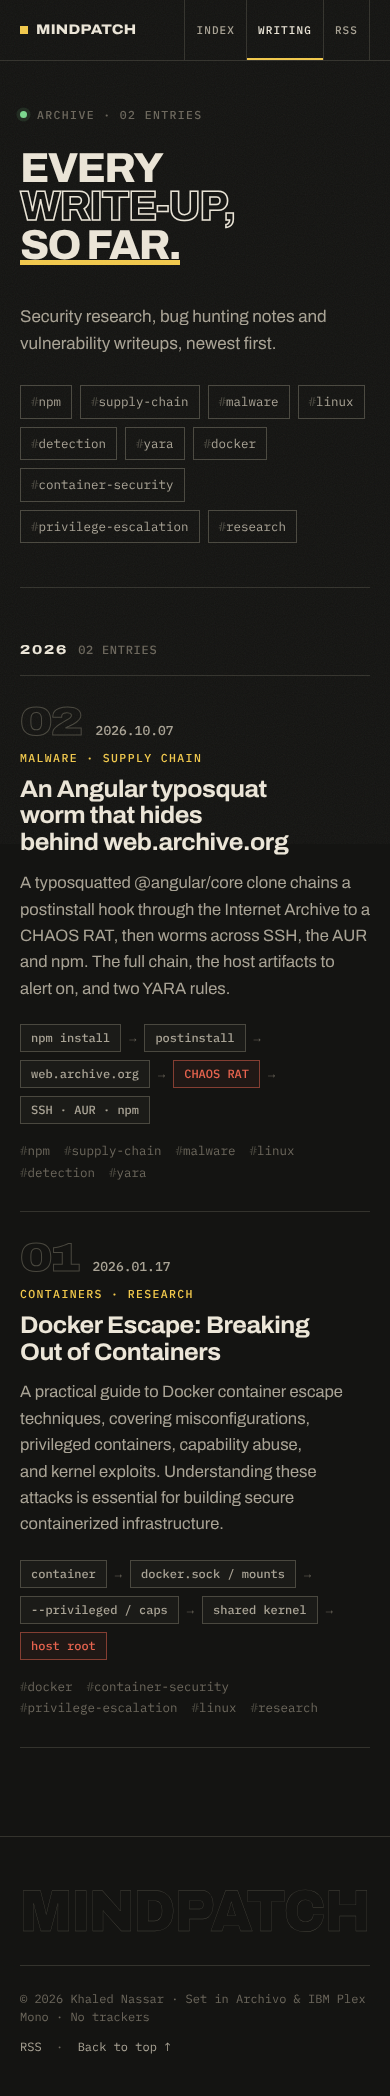 MINDPATCH INDEX WRITING RSS
ARCHIVE · 02 ENTRIES
EVERY
WRITE-UP,
SO FAR.
Security research, bug hunting notes and
vulnerability writeups, newest first.
#npm #supply-chain #malware #linux
#detection #yara #docker
#container-security
#privilege-escalation #research
2026 02 ENTRIES
02 2026.10.07
MALWARE · SUPPLY CHAIN
An Angular typosquat
worm that hides
behind web.archive.org
A typosquatted @angular/core clone chains a
postinstall hook through the Internet Archive to a
CHAOS RAT, then worms across SSH, the AUR
and npm. The full chain, the host artifacts to
alert on, and two YARA rules.
npm install → postinstall →
web.archive.org → CHAOS RAT →
SSH · AUR · npm
#npm #supply-chain #malware #linux
#detection #yara
01 2026.01.17
CONTAINERS · RESEARCH
Docker Escape: Breaking
Out of Containers
A practical guide to Docker container escape
techniques, covering misconfigurations,
privileged containers, capability abuse,
and kernel exploits. Understanding these
attacks is essential for building secure
containerized infrastructure.
container → docker.sock / mounts →
--privileged / caps → shared kernel →
host root
#docker #container-security
#privilege-escalation #linux #research
MINDPATCH
© 2026 Khaled Nassar · Set in Archivo & IBM Plex
Mono · No trackers
RSS · Back to top ↑